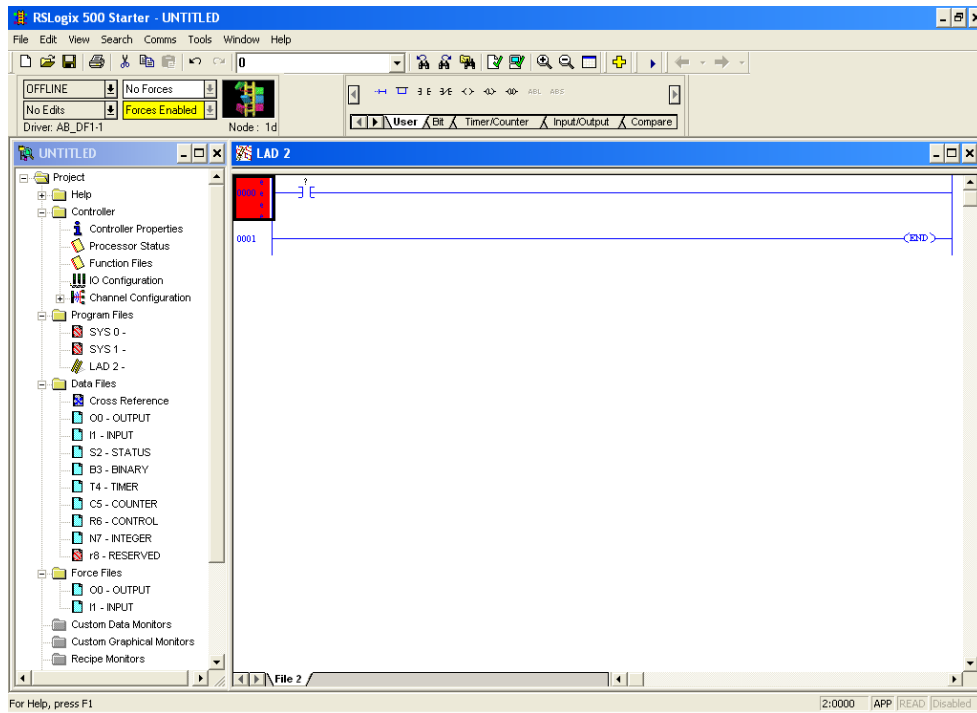 RSLogix 500 Starter - UNTITLED
File Edit View Search Comms Tools Window Help
0
OFFLINE No Forces
No Edits Forces Enabled
Driver: AB_DF1-1 Node: 1d
ABL ABS
User Bit Timer/Counter Input/Output Compare
UNTITLED
Project
Help
Controller
Controller Properties
Processor Status
Function Files
IO Configuration
Channel Configuration
Program Files
SYS 0 -
SYS 1 -
LAD 2 -
Data Files
Cross Reference
O0 - OUTPUT
I1 - INPUT
S2 - STATUS
B3 - BINARY
T4 - TIMER
C5 - COUNTER
R6 - CONTROL
N7 - INTEGER
r8 - RESERVED
Force Files
O0 - OUTPUT
I1 - INPUT
Custom Data Monitors
Custom Graphical Monitors
Recipe Monitors
LAD 2
?
0000
0001
END
File 2
For Help, press F1
2:0000 APP READ Disabled